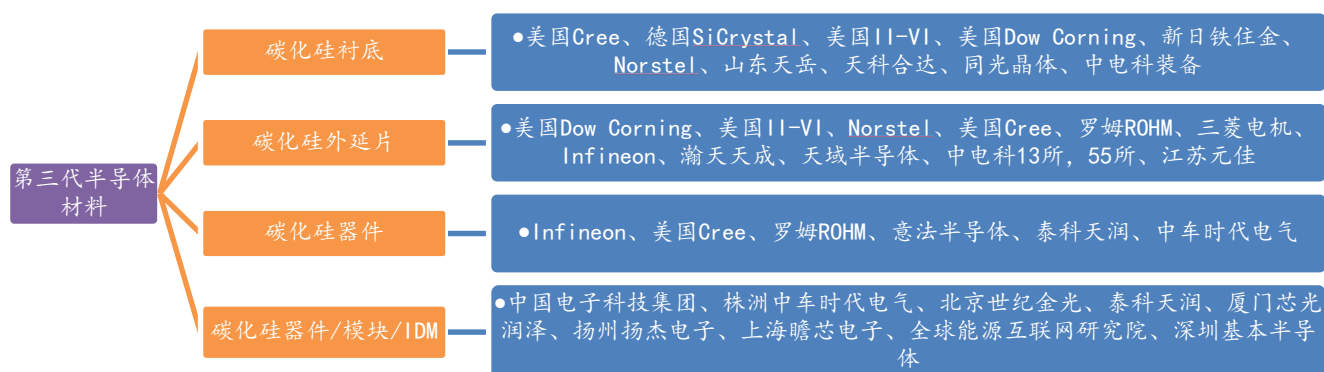 第三代半导体
材料
碳化硅衬底
●美国Cree、德国SiCrystal、美国II-VI、美国Dow Corning、新日铁住金、
Norstel、山东天岳、天科合达、同光晶体、中电科装备
碳化硅外延片
●美国Dow Corning、美国II-VI、Norstel、美国Cree、罗姆ROHM、三菱电机、
Infineon、瀚天天成、天域半导体、中电科13所，55所、江苏元佳
碳化硅器件
●Infineon、美国Cree、罗姆ROHM、意法半导体、泰科天润、中车时代电气
碳化硅器件/模块/IDM
●中国电子科技集团、株洲中车时代电气、北京世纪金光、泰科天润、厦门芯光
润泽、扬州扬杰电子、上海瞻芯电子、全球能源互联网研究院、深圳基本半导
体